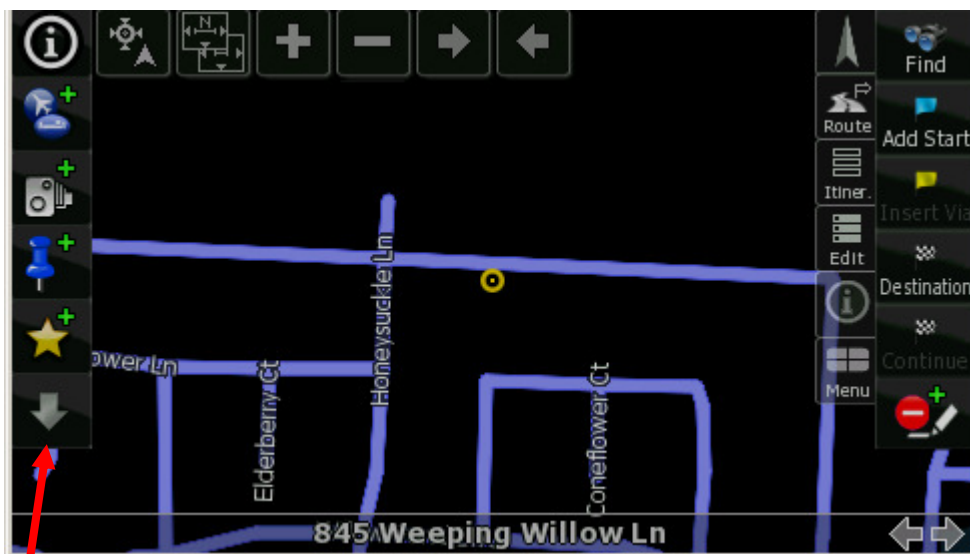 N
Find
Route
Add Start
Itiner.
Insert Via
Edit
Destination
Continue
Menu
Honeysuckle Ln
ower Ln
Elderberry Ct
Coneflower Ct
845 Weeping Willow Ln